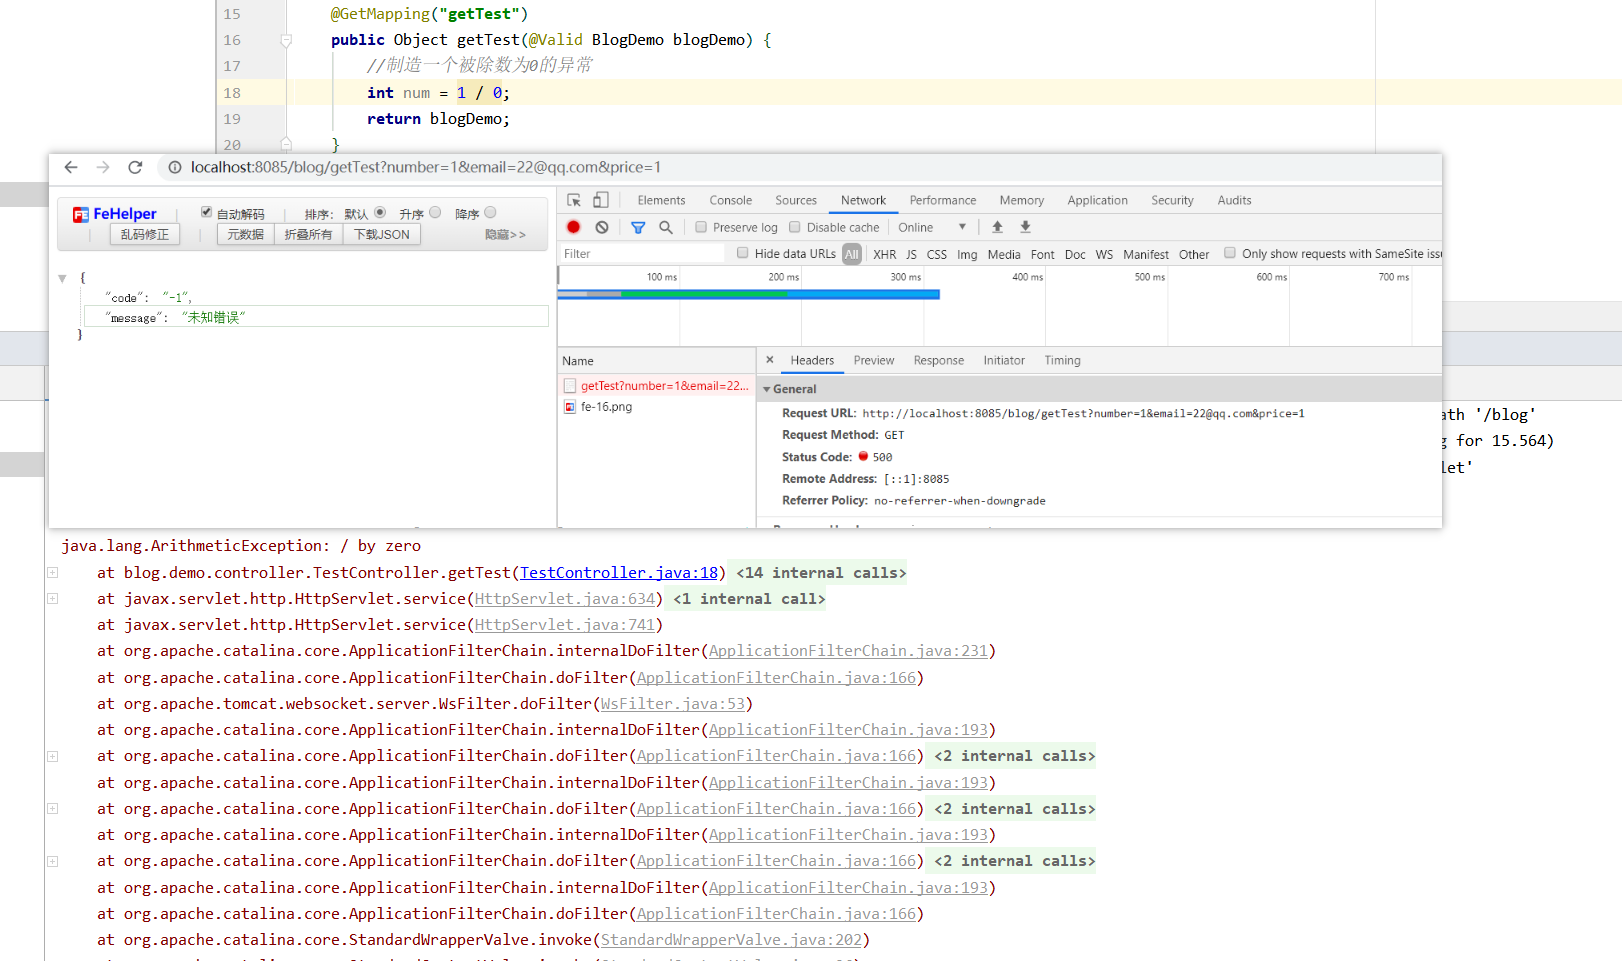 15 @GetMapping("getTest")
16 public Object getTest(@Valid BlogDemo blogDemo) {
17 //制造一个被除数为0的异常
18 int num = 1 / 0;
19 return blogDemo;
20 }
localhost:8085/blog/getTest?number=1&email=22@qq.com&price=1
FE FeHelper | 自动解码 | 排序: 默认 升序 降序
| 乱码修正 | 元数据 折叠所有 下载JSON 隐藏>>
{
"code": "-1",
"message": "未知错误"
}
Elements Console Sources Network Performance Memory Application Security Audits
Preserve log Disable cache Online
Filter Hide data URLs All XHR JS CSS Img Media Font Doc WS Manifest Other Only show requests with SameSite issu
100 ms 200 ms 300 ms 400 ms 500 ms 600 ms 700 ms
Name
getTest?number=1&email=22...
fe-16.png
× Headers Preview Response Initiator Timing
General
Request URL: http://localhost:8085/blog/getTest?number=1&email=22@qq.com&price=1
Request Method: GET
Status Code: 500
Remote Address: [::1]:8085
Referrer Policy: no-referrer-when-downgrade
ath '/blog'
g for 15.564)
let'
java.lang.ArithmeticException: / by zero
at blog.demo.controller.TestController.getTest(TestController.java:18) <14 internal calls>
at javax.servlet.http.HttpServlet.service(HttpServlet.java:634) <1 internal call>
at javax.servlet.http.HttpServlet.service(HttpServlet.java:741)
at org.apache.catalina.core.ApplicationFilterChain.internalDoFilter(ApplicationFilterChain.java:231)
at org.apache.catalina.core.ApplicationFilterChain.doFilter(ApplicationFilterChain.java:166)
at org.apache.tomcat.websocket.server.WsFilter.doFilter(WsFilter.java:53)
at org.apache.catalina.core.ApplicationFilterChain.internalDoFilter(ApplicationFilterChain.java:193)
at org.apache.catalina.core.ApplicationFilterChain.doFilter(ApplicationFilterChain.java:166) <2 internal calls>
at org.apache.catalina.core.ApplicationFilterChain.internalDoFilter(ApplicationFilterChain.java:193)
at org.apache.catalina.core.ApplicationFilterChain.doFilter(ApplicationFilterChain.java:166) <2 internal calls>
at org.apache.catalina.core.ApplicationFilterChain.internalDoFilter(ApplicationFilterChain.java:193)
at org.apache.catalina.core.ApplicationFilterChain.doFilter(ApplicationFilterChain.java:166) <2 internal calls>
at org.apache.catalina.core.ApplicationFilterChain.internalDoFilter(ApplicationFilterChain.java:193)
at org.apache.catalina.core.ApplicationFilterChain.doFilter(ApplicationFilterChain.java:166)
at org.apache.catalina.core.StandardWrapperValve.invoke(StandardWrapperValve.java:202)